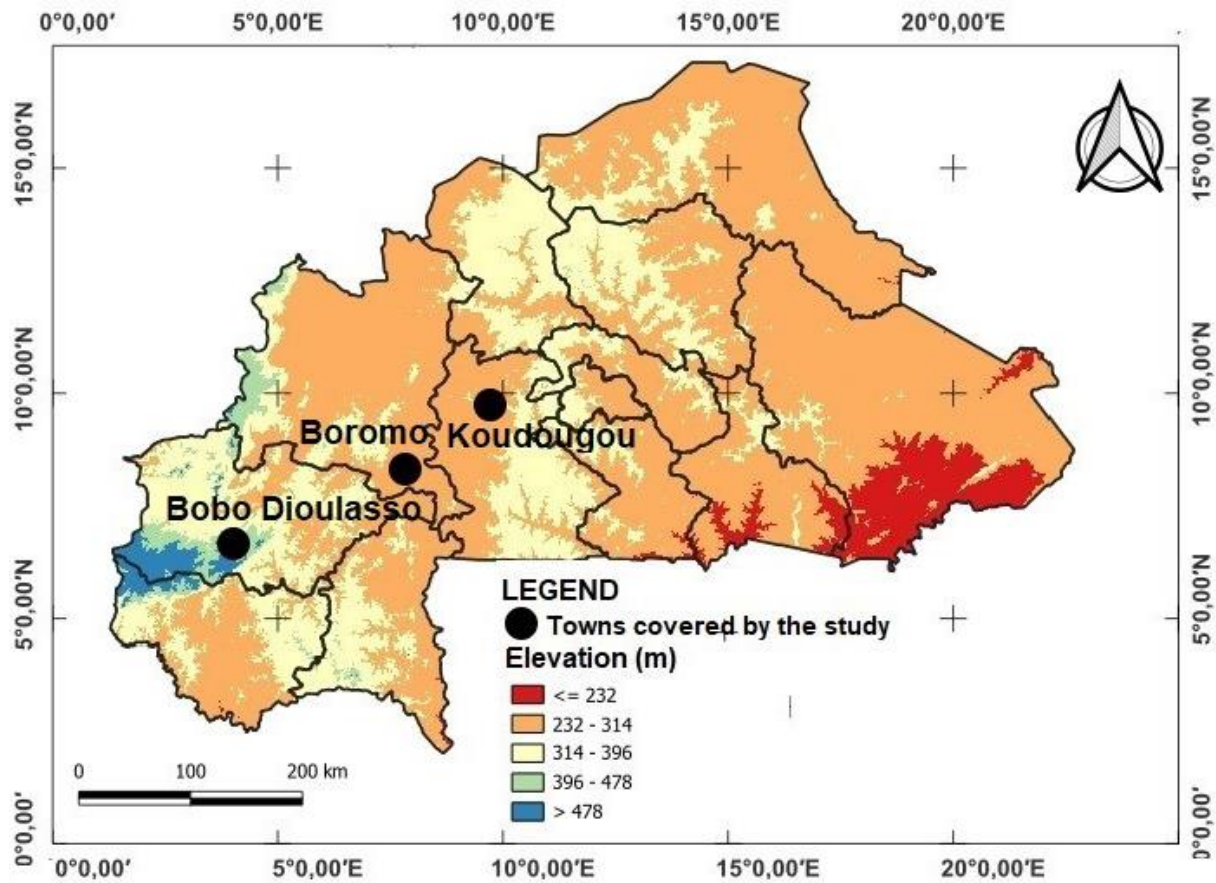 0°0,00′ 5°0,00′E 10°0,00′E 15°0,00′E 20°0,00′E
15°0,00′N 15°0,00′N
10°0,00′N 10°0,00′N
Boromo Koudougou
Bobo Dioulasso
5°0,00′N 5°0,00′N
LEGEND
Towns covered by the study
Elevation (m)
<= 232
232 - 314
314 - 396
396 - 478
> 478
0 100 200 km
0°0,00′ 0°0,00′
0°0,00′ 5°0,00′E 10°0,00′E 15°0,00′E 20°0,00′E